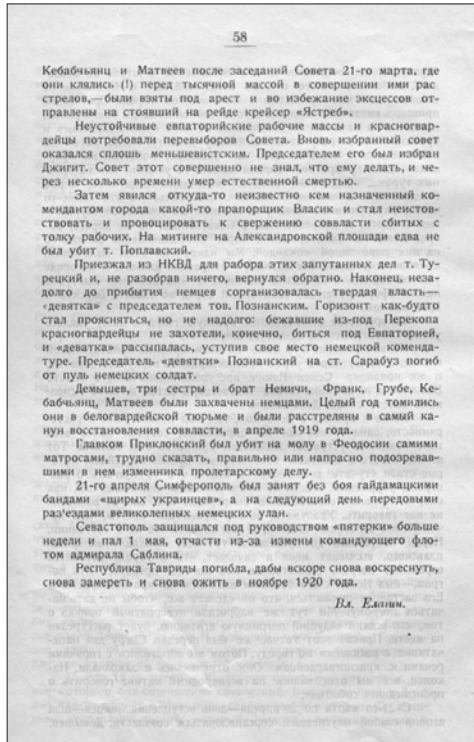 58
Кебабчьянц и Матвеев после заседаний Совета 21-го марта, где
они клялись (!) перед тысячной массой в совершении ими рас
стрелов,—были взяты под арест и во избежание эксцессов от-
правлены на стоявший на рейде крейсер «Ястреб».
Неустойчивые евпаторийские рабочие массы и красногвар-
дейцы потребовали перевыборов Совета. Вновь избранный совет
оказался сплошь меньшевистским. Председателем его был избран
Джигит. Совет этот совершенно не знал, что ему делать, и че-
рез несколько времени умер естественной смертью.
Затем явился откуда-то неизвестно кем назначенный ко-
мендантом города какой-то прапорщик Власик и стал неистов-
ствовать и провоцировать к свержению соввласти сбитых с
толку рабочих. На митинге на Александровской площади едва не
был убит т. Поплавский.
Приезжал из НКВД для рабора этих запутанных дел т. Ту-
рецкий и, не разобрав ничего, вернулся обратно. Наконец, неза-
долго до прибытия немцев сорганизовалась твердая власть—
«девятка» с председателем тов. Познанским. Горизонт как-будто
стал проясняться, но не надолго: бежавшие из-под Перекопа
красногвардейцы не захотели, конечно, биться под Евпаторией,
и «деватка» рассыпалась, уступив свое место немецкой коменда-
туре. Председатель «девятки» Познанский на ст. Сарабуз погиб
от пуль немецких солдат.
Демышев, три сестры и брат Немичи, Франк, Грубе, Ке-
бабчьянц, Матвеев были захвачены немцами. Целый год томились
они в белогвардейской тюрьме и были расстреляны в самый ка-
нун восстановления соввласти, в апреле 1919 года.
Главком Приклонский был убит на молу в Феодосии самими
матросами, трудно сказать, правильно или напрасно подозревав-
шими в нем изменника пролетарскому делу.
21-го апреля Симферополь был занят без боя гайдамацкими
бандами «щирых украинцев», а на следующий день передовыми
раз'ездами великолепных немецких улан.
Севастополь защищался под руководством «пятерки» больше
недели и пал 1 мая, отчасти из-за измены командующего фло-
том адмирала Саблина.
Республика Тавриды погибла, дабы вскоре снова воскреснуть,
снова замереть и снова ожить в ноябре 1920 года.
Вл. Елагин.